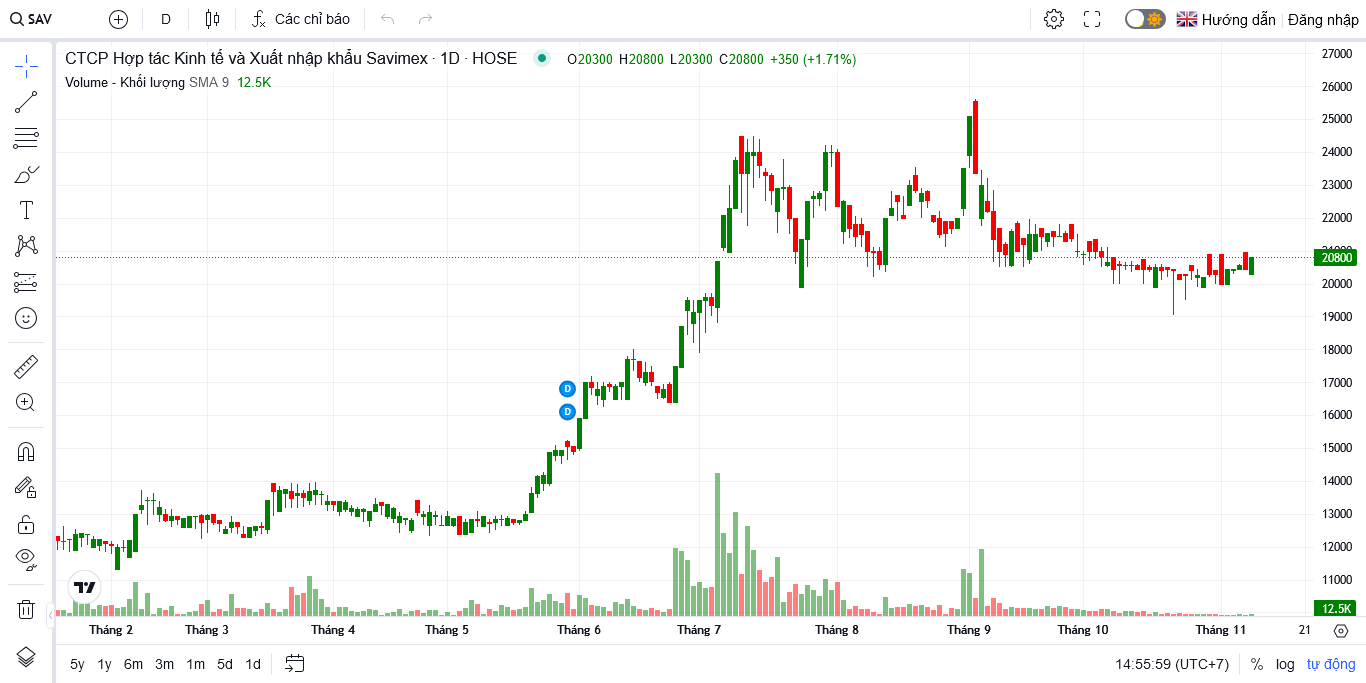 SAV D Các chỉ báo Hướng dẫn Đăng nhập
CTCP Hợp tác Kinh tế và Xuất nhập khẩu Savimex · 1D · HOSE O20300 H20800 L20300 C20800 +350 (+1.71%)
Volume - Khối lượng SMA 9 12.5K
27000
26000
25000
24000
23000
22000
21000
20800
20000
19000
18000
17000
16000
15000
14000
13000
12000
11000
12.5K
D
D
Tháng 2 Tháng 3 Tháng 4 Tháng 5 Tháng 6 Tháng 7 Tháng 8 Tháng 9 Tháng 10 Tháng 11 21
5y 1y 6m 3m 1m 5d 1d 14:55:59 (UTC+7) % log tự động